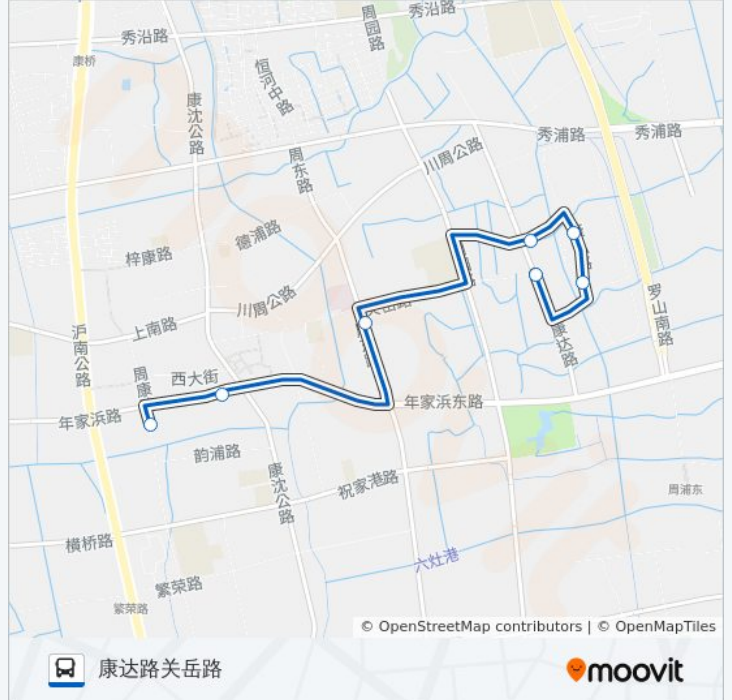 秀沿路
周园路
秀沿路
康桥
恒河中路
康沈公路
秀浦路
秀浦路
川周公路
周东路
德浦路
梓康路
川周公路
罗山南路
上南路
沪南公路
康达路
周康
西大街
年家浜路
年家浜东路
韵浦路
康沈公路
祝家港路
周浦东
横桥路
六灶港
繁荣路
繁荣路
© OpenStreetMap contributors | © OpenMapTiles
康达路关岳路
moovit